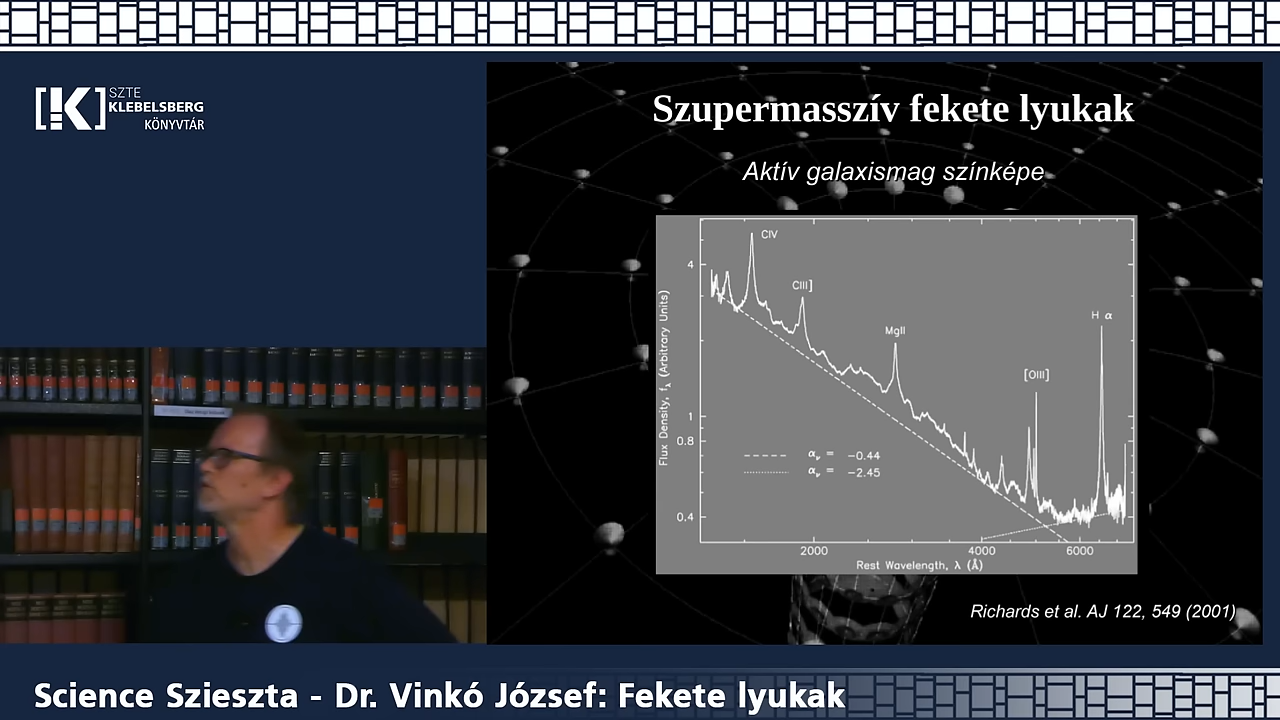 SZTE
KLEBELSBERG
KÖNYVTÁR
Szupermasszív fekete lyukak
Aktív galaxismag színképe
CIV
CIII]
MgII
[OIII]
H α
4
1
0.8
0.4
Flux Density, fλ (Arbitrary Units)
αν = −0.44
αν = −2.45
2000 4000 6000
Rest Wavelength, λ (Å)
Richards et al. AJ 122, 549 (2001)
Science Szieszta - Dr. Vinkó József: Fekete lyukak